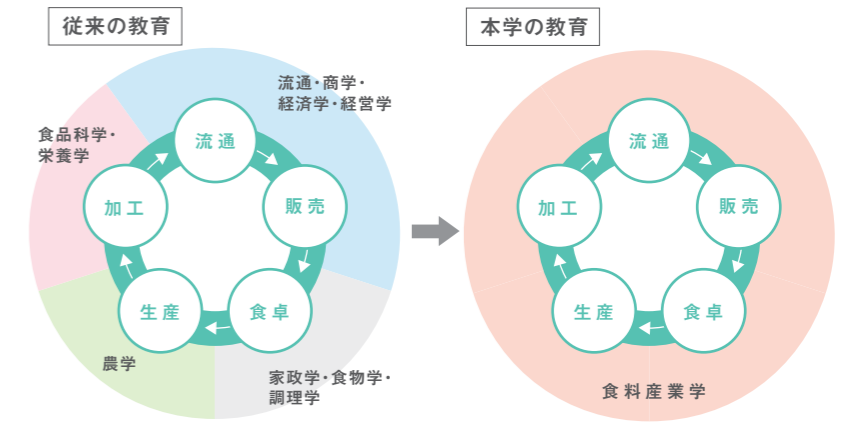 従来の教育
流通・商学・
経済学・経営学
食品科学・
栄養学
流通
加工
販売
生産
食卓
農学
家政学・食物学・
調理学
本学の教育
流通
加工
販売
生産
食卓
食料産業学